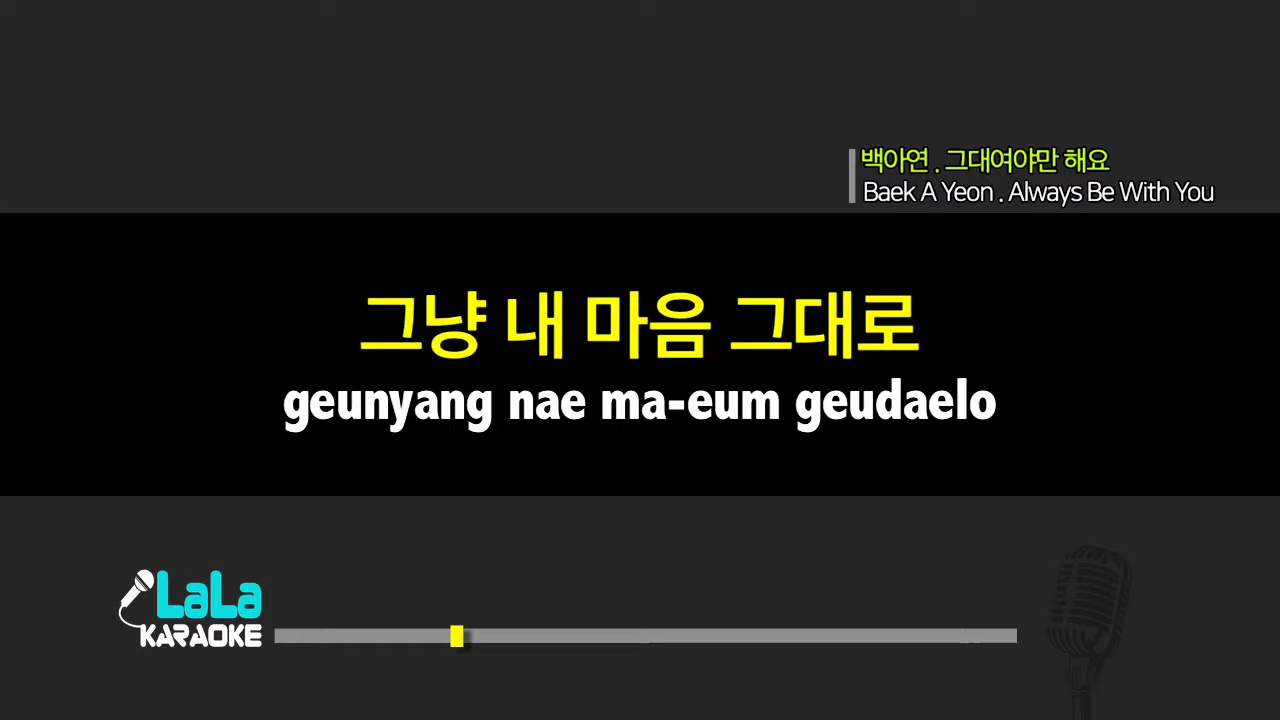 백아연 . 그대여야만 해요
Baek A Yeon . Always Be With You
그냥 내 마음 그대로
geunyang nae ma-eum geudaelo
LaLa
KARAOKE